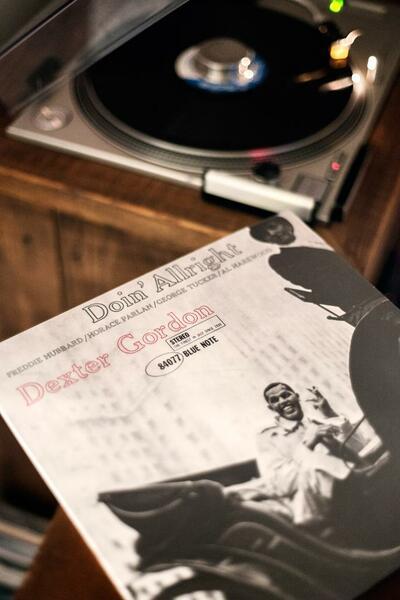 Doin' Allright
FREDDIE HUBBARD/HORACE PARLAN/GEORGE TUCKER/AL HAREWOOD
Dexter Gordon
STEREO
84077 BLUE NOTE